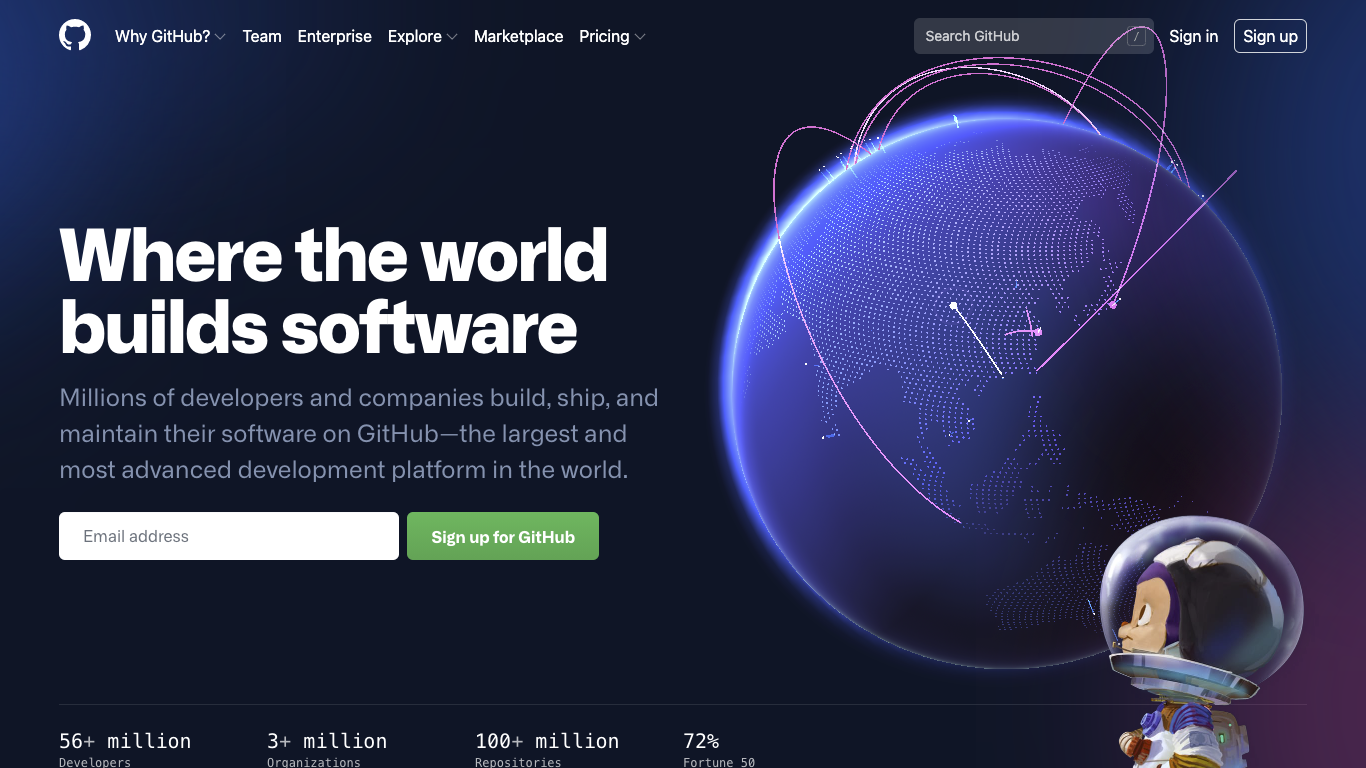 Why GitHub? Team Enterprise Explore Marketplace Pricing Search GitHub / Sign in Sign up
Where the world
builds software
Millions of developers and companies build, ship, and
maintain their software on GitHub—the largest and
most advanced development platform in the world.
Email address Sign up for GitHub
56+ million 3+ million 100+ million 72%
Developers Organizations Repositories Fortune 50